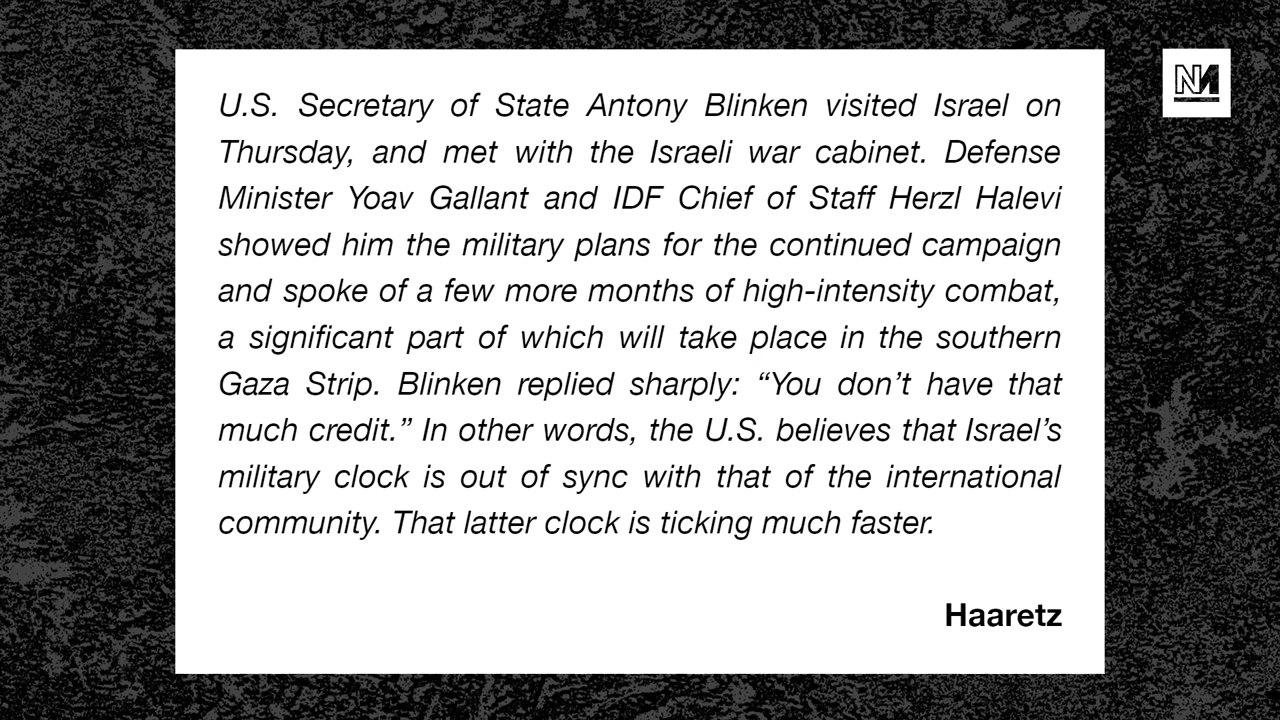 U.S. Secretary of State Antony Blinken visited Israel on
Thursday, and met with the Israeli war cabinet. Defense
Minister Yoav Gallant and IDF Chief of Staff Herzl Halevi
showed him the military plans for the continued campaign
and spoke of a few more months of high-intensity combat,
a significant part of which will take place in the southern
Gaza Strip. Blinken replied sharply: “You don’t have that
much credit.” In other words, the U.S. believes that Israel’s
military clock is out of sync with that of the international
community. That latter clock is ticking much faster.
Haaretz
NM